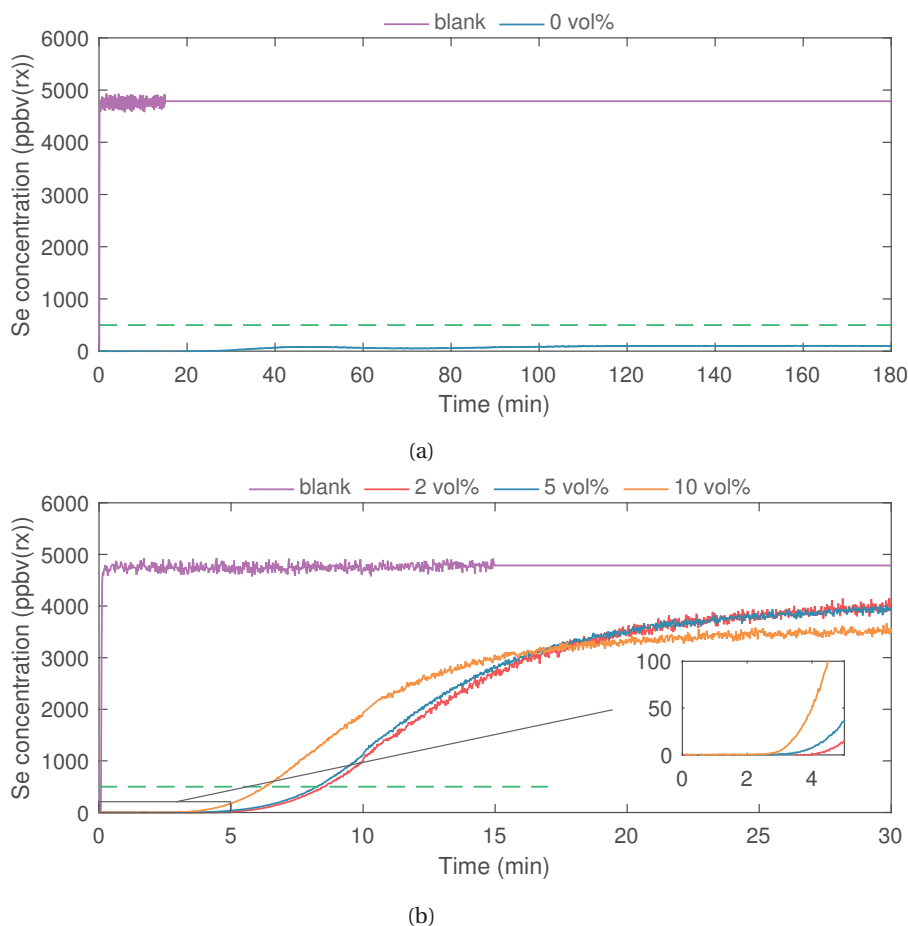 blank 0 vol%
6000
5000
4000
3000
2000
1000
0
Se concentration (ppbv(rx))
0 20 40 60 80 100 120 140 160 180
Time (min)
(a)
blank 2 vol% 5 vol% 10 vol%
6000
5000
4000
3000
2000
1000
0
Se concentration (ppbv(rx))
100
50
0
0 2 4
0 5 10 15 20 25 30
Time (min)
(b)